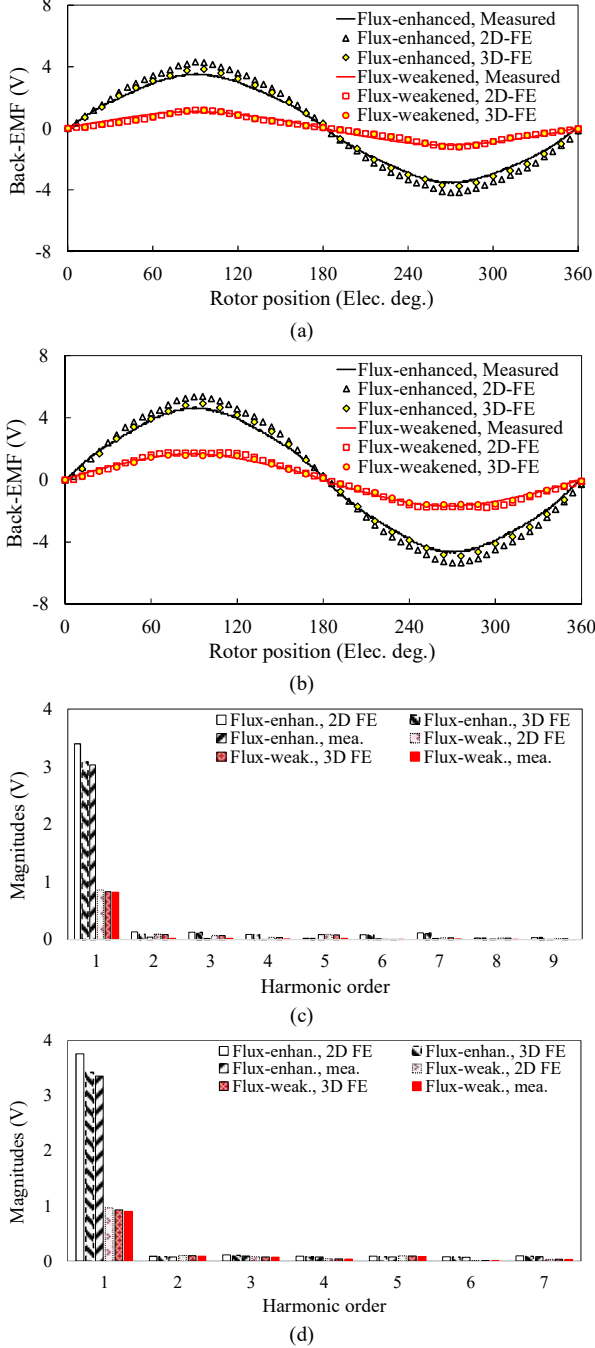 8
4
0
-4
-8
Back-EMF (V)
Flux-enhanced, Measured
Flux-enhanced, 2D-FE
Flux-enhanced, 3D-FE
Flux-weakened, Measured
Flux-weakened, 2D-FE
Flux-weakened, 3D-FE
0 60 120 180 240 300 360
Rotor position (Elec. deg.)
(a)
8
4
0
-4
-8
Back-EMF (V)
Flux-enhanced, Measured
Flux-enhanced, 2D-FE
Flux-enhanced, 3D-FE
Flux-weakened, Measured
Flux-weakened, 2D-FE
Flux-weakened, 3D-FE
0 60 120 180 240 300 360
Rotor position (Elec. deg.)
(b)
4
3
2
1
0
Magnitudes (V)
Flux-enhan., 2D FE Flux-enhan., 3D FE
Flux-enhan., mea. Flux-weak., 2D FE
Flux-weak., 3D FE Flux-weak., mea.
1 2 3 4 5 6 7 8 9
Harmonic order
(c)
4
3
2
1
0
Magnitudes (V)
Flux-enhan., 2D FE Flux-enhan., 3D FE
Flux-enhan., mea. Flux-weak., 2D FE
Flux-weak., 3D FE Flux-weak., mea.
1 2 3 4 5 6 7
Harmonic order
(d)